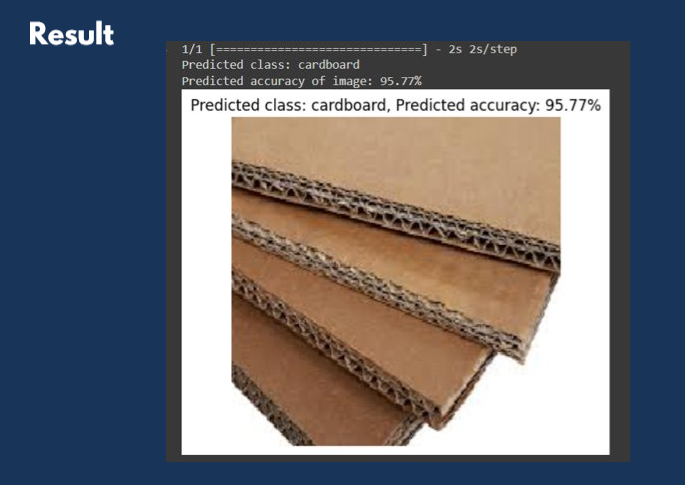 Result
1/1 [==============================] - 2s 2s/step
Predicted class: cardboard
Predicted accuracy of image: 95.77%
Predicted class: cardboard, Predicted accuracy: 95.77%